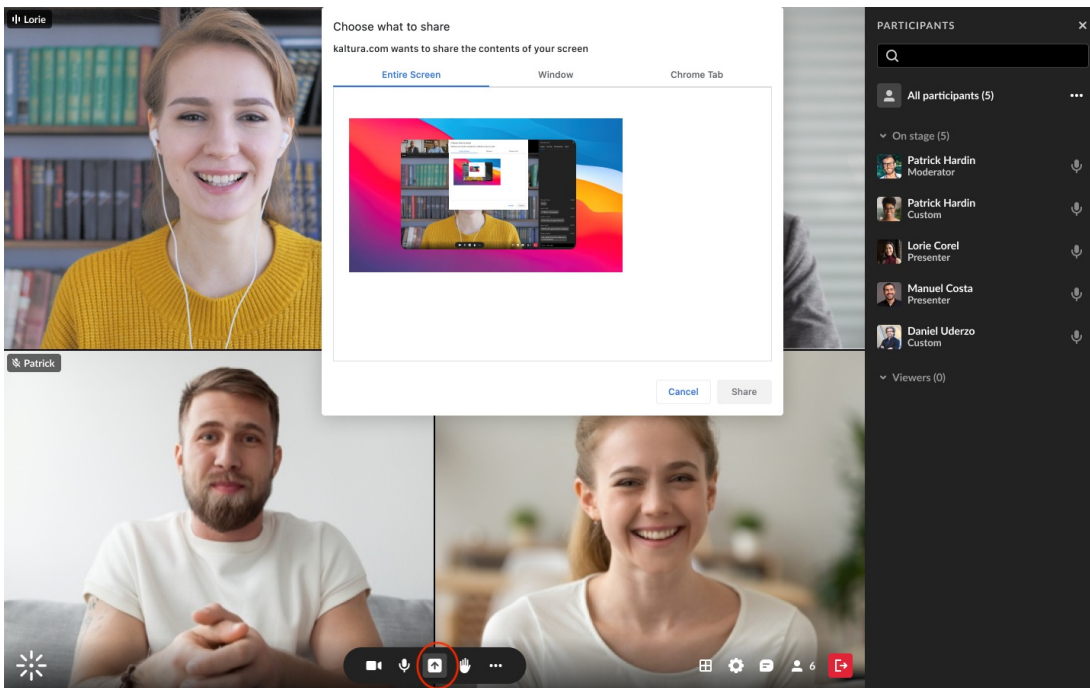 Lorie
Choose what to share
kaltura.com wants to share the contents of your screen
Entire Screen
Window
Chrome Tab
Cancel
Share
Patrick
6
PARTICIPANTS
All participants (5)
On stage (5)
Patrick Hardin
Moderator
Patrick Hardin
Custom
Lorie Corel
Presenter
Manuel Costa
Presenter
Daniel Uderzo
Custom
Viewers (0)